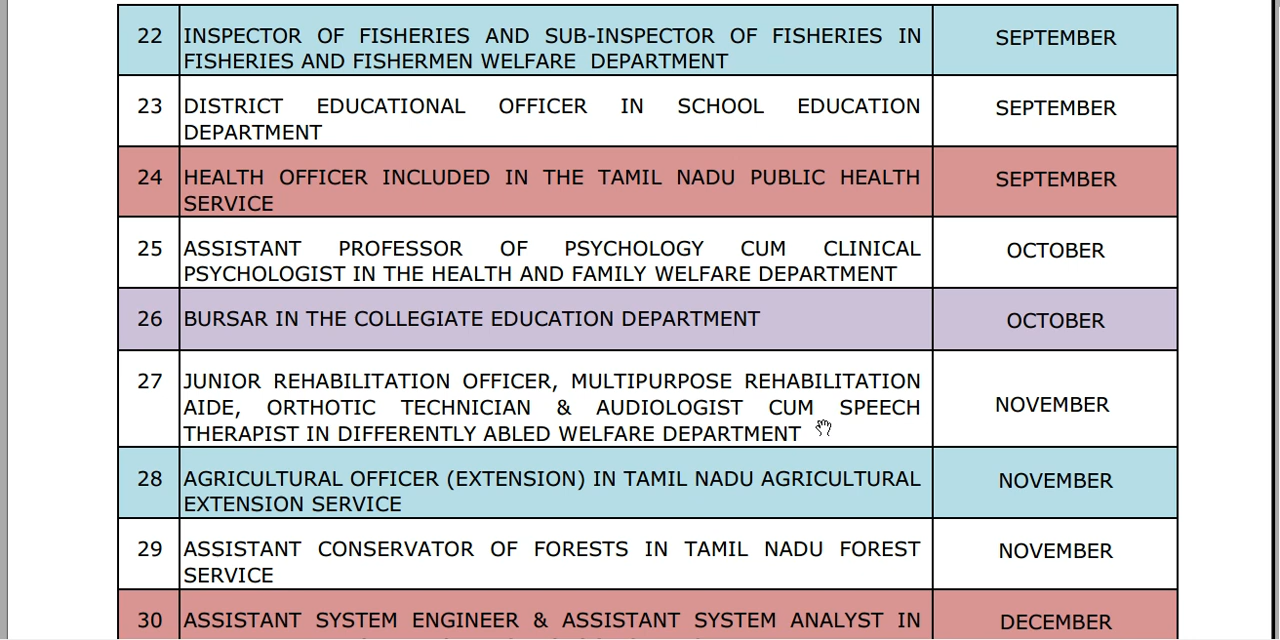 22 INSPECTOR OF FISHERIES AND SUB-INSPECTOR OF FISHERIES IN SEPTEMBER
FISHERIES AND FISHERMEN WELFARE DEPARTMENT
23 DISTRICT EDUCATIONAL OFFICER IN SCHOOL EDUCATION SEPTEMBER
DEPARTMENT
24 HEALTH OFFICER INCLUDED IN THE TAMIL NADU PUBLIC HEALTH SEPTEMBER
SERVICE
25 ASSISTANT PROFESSOR OF PSYCHOLOGY CUM CLINICAL OCTOBER
PSYCHOLOGIST IN THE HEALTH AND FAMILY WELFARE DEPARTMENT
26 BURSAR IN THE COLLEGIATE EDUCATION DEPARTMENT OCTOBER
27 JUNIOR REHABILITATION OFFICER, MULTIPURPOSE REHABILITATION
AIDE, ORTHOTIC TECHNICIAN & AUDIOLOGIST CUM SPEECH NOVEMBER
THERAPIST IN DIFFERENTLY ABLED WELFARE DEPARTMENT
28 AGRICULTURAL OFFICER (EXTENSION) IN TAMIL NADU AGRICULTURAL NOVEMBER
EXTENSION SERVICE
29 ASSISTANT CONSERVATOR OF FORESTS IN TAMIL NADU FOREST NOVEMBER
SERVICE
30 ASSISTANT SYSTEM ENGINEER & ASSISTANT SYSTEM ANALYST IN DECEMBER